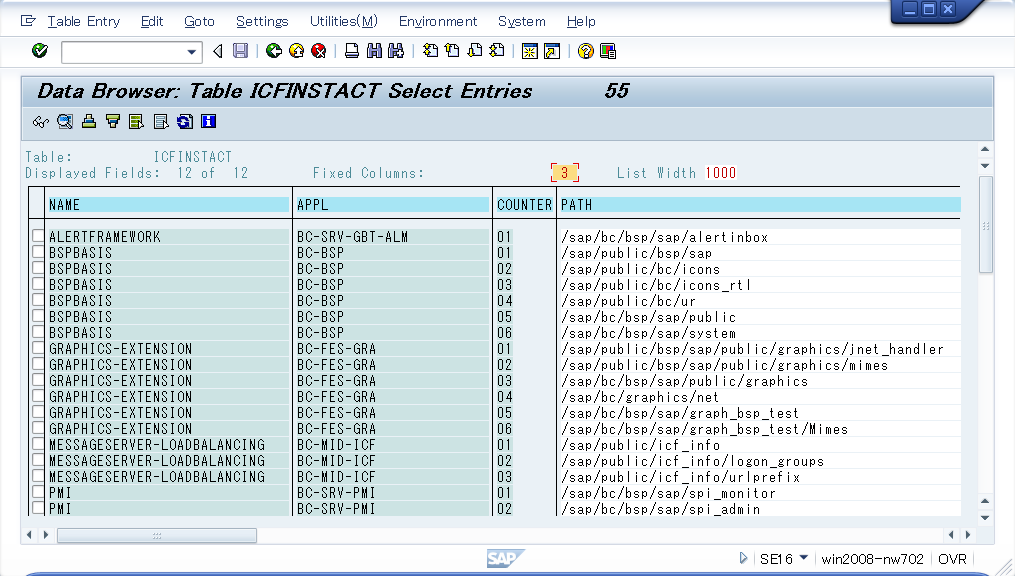 Table Entry Edit Goto Settings Utilities(M) Environment System Help
Data Browser: Table ICFINSTACT Select Entries 55
Table: ICFINSTACT
Displayed Fields: 12 of 12 Fixed Columns: 3 List Width 1000
NAME APPL COUNTER PATH
ALERTFRAMEWORK BC-SRV-GBT-ALM 01 /sap/bc/bsp/sap/alertinbox
BSPBASIS BC-BSP 01 /sap/public/bsp/sap
BSPBASIS BC-BSP 02 /sap/public/bc/icons
BSPBASIS BC-BSP 03 /sap/public/bc/icons_rtl
BSPBASIS BC-BSP 04 /sap/public/bc/ur
BSPBASIS BC-BSP 05 /sap/bc/bsp/sap/public
BSPBASIS BC-BSP 06 /sap/bc/bsp/sap/system
GRAPHICS-EXTENSION BC-FES-GRA 01 /sap/public/bsp/sap/public/graphics/jnet_handler
GRAPHICS-EXTENSION BC-FES-GRA 02 /sap/public/bsp/sap/public/graphics/mimes
GRAPHICS-EXTENSION BC-FES-GRA 03 /sap/bc/bsp/sap/public/graphics
GRAPHICS-EXTENSION BC-FES-GRA 04 /sap/bc/graphics/net
GRAPHICS-EXTENSION BC-FES-GRA 05 /sap/bc/bsp/sap/graph_bsp_test
GRAPHICS-EXTENSION BC-FES-GRA 06 /sap/bc/bsp/sap/graph_bsp_test/Mimes
MESSAGESERVER-LOADBALANCING BC-MID-ICF 01 /sap/public/icf_info
MESSAGESERVER-LOADBALANCING BC-MID-ICF 02 /sap/public/icf_info/logon_groups
MESSAGESERVER-LOADBALANCING BC-MID-ICF 03 /sap/public/icf_info/urlprefix
PMI BC-SRV-PMI 01 /sap/bc/bsp/sap/spi_monitor
PMI BC-SRV-PMI 02 /sap/bc/bsp/sap/spi_admin
SAP SE16 win2008-nw702 OVR